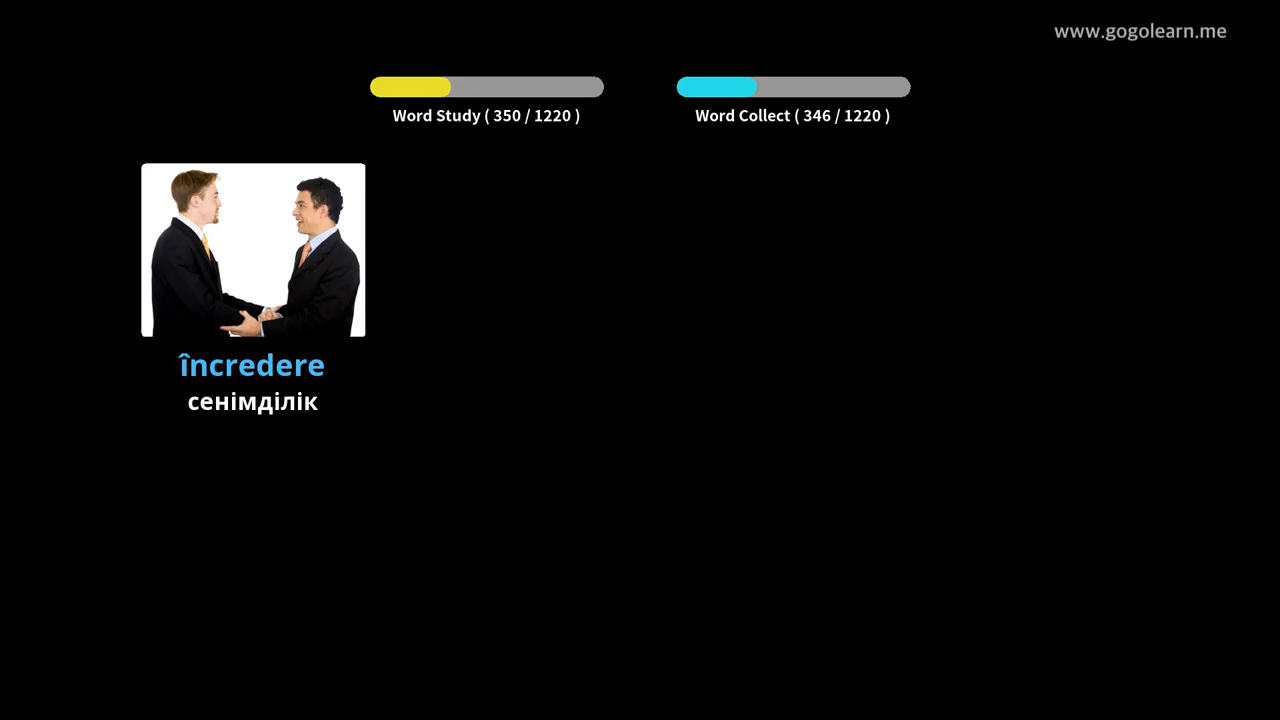 www.gogolearn.me
Word Study ( 350 / 1220 )
Word Collect ( 346 / 1220 )
încredere
сенімділік